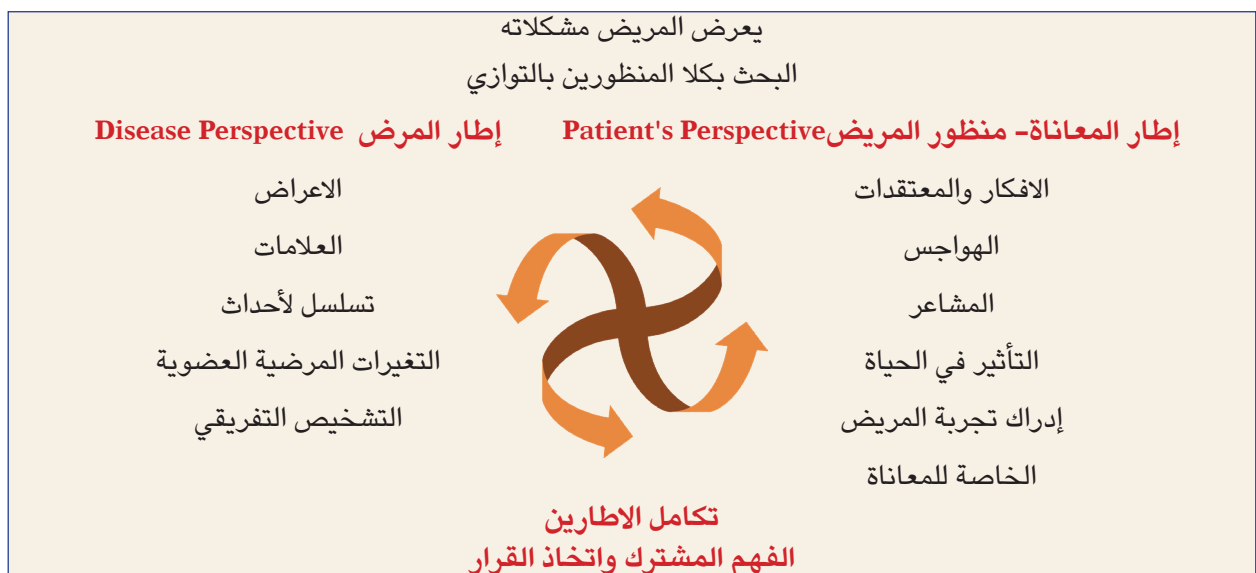 يعرض المريض مشكلاته
البحث بكلا المنظورين بالتوازي
إطار المعاناة- منظور المريض Patient's Perspective
الافكار والمعتقدات
الهواجس
المشاعر
التأثير في الحياة
إدراك تجربة المريض
الخاصة للمعاناة
إطار المرض Disease Perspective
الاعراض
العلامات
تسلسل لأحداث
التغيرات المرضية العضوية
التشخيص التفريقي
تكامل الاطارين
الفهم المشترك واتخاذ القرار